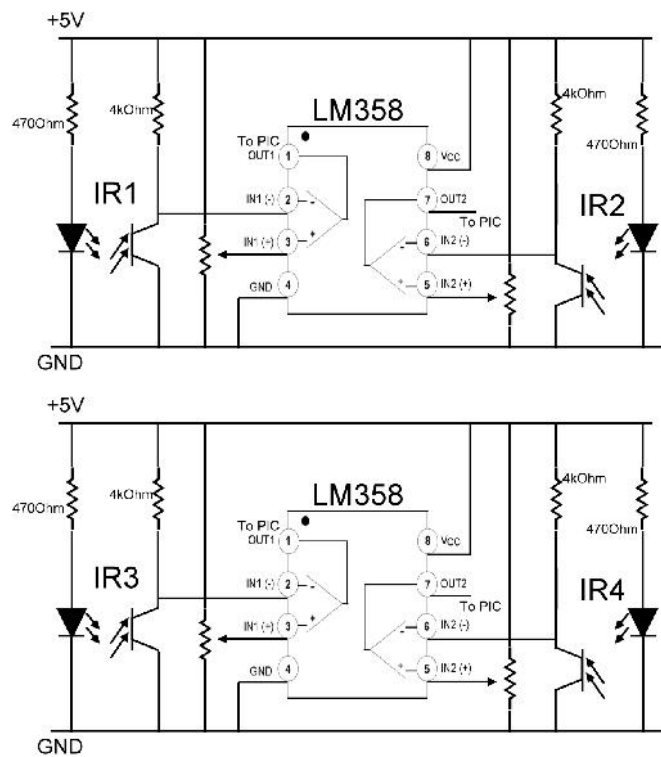 +5V
470Ohm
4kOhm
LM358
4kOhm
470Ohm
To PIC
OUT1
1
8
Vcc
IR1
IN1 (-)
2
-
7
OUT2
To PIC
IR2
IN1 (+)
3
+
-
6
IN2 (-)
GND
4
+
5
IN2 (+)
GND
+5V
470Ohm
4kOhm
LM358
4kOhm
470Ohm
To PIC
OUT1
1
8
Vcc
IR3
IN1 (-)
2
-
7
OUT2
To PIC
IR4
IN1 (+)
3
+
-
6
IN2 (-)
GND
4
+
5
IN2 (+)
GND